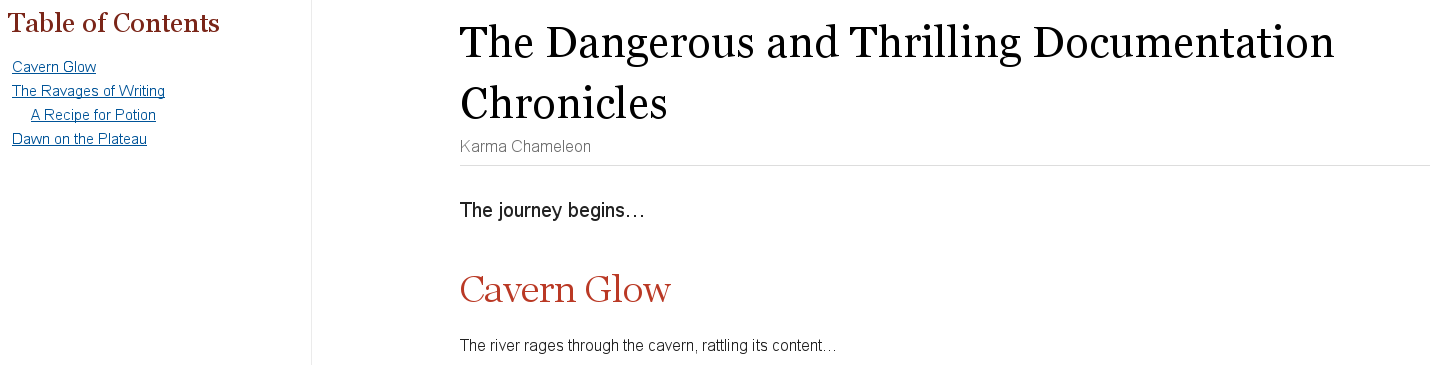 Table of Contents
Cavern Glow
The Ravages of Writing
A Recipe for Potion
Dawn on the Plateau
The Dangerous and Thrilling Documentation
Chronicles
Karma Chameleon
The journey begins…
Cavern Glow
The river rages through the cavern, rattling its content…